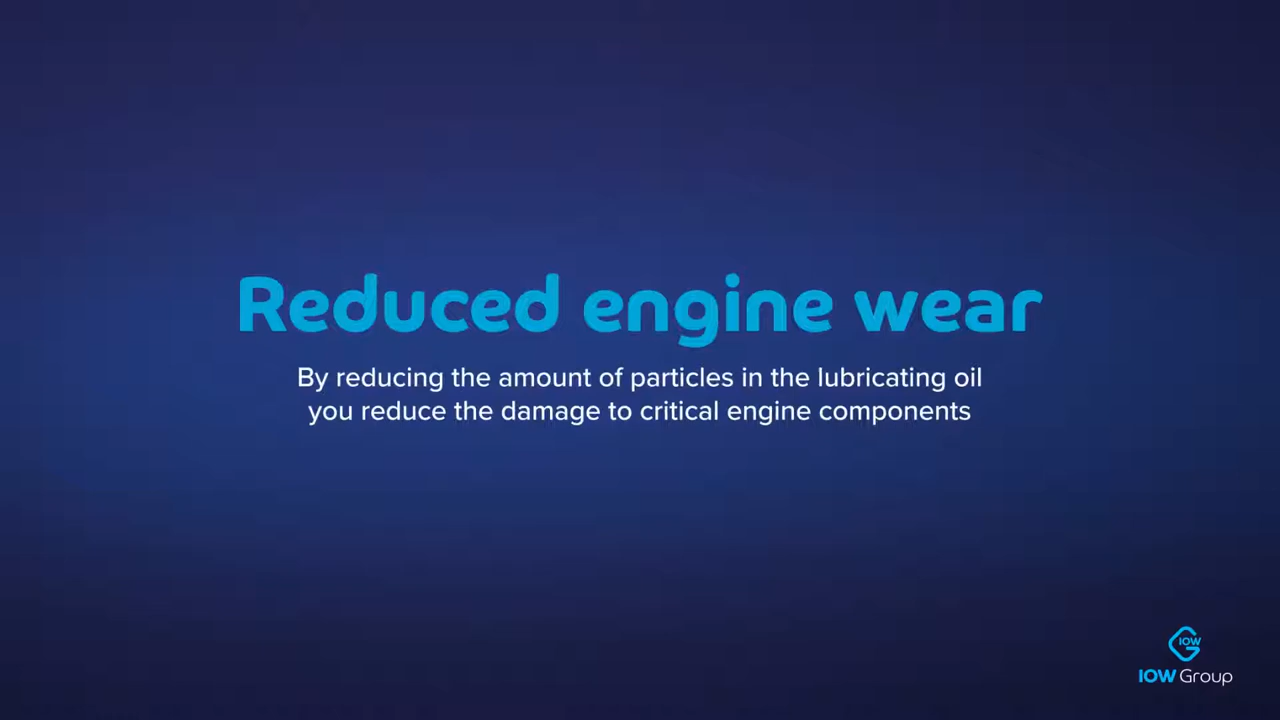 Reduced engine wear
By reducing the amount of particles in the lubricating oil
you reduce the damage to critical engine components
IOW
IOW Group